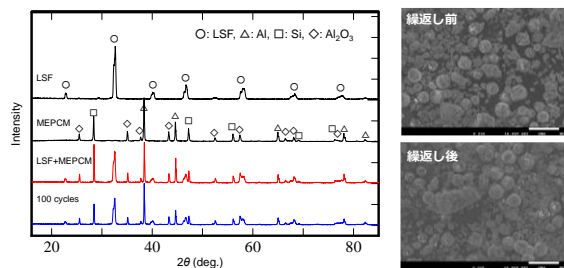 ○: LSF, △: Al, □: Si, ◇: Al₂O₃
LSF
MEPCM
LSF+MEPCM
100 cycles
Intensity
20 40 60 80
2θ (deg.)
繰返し前
繰返し後